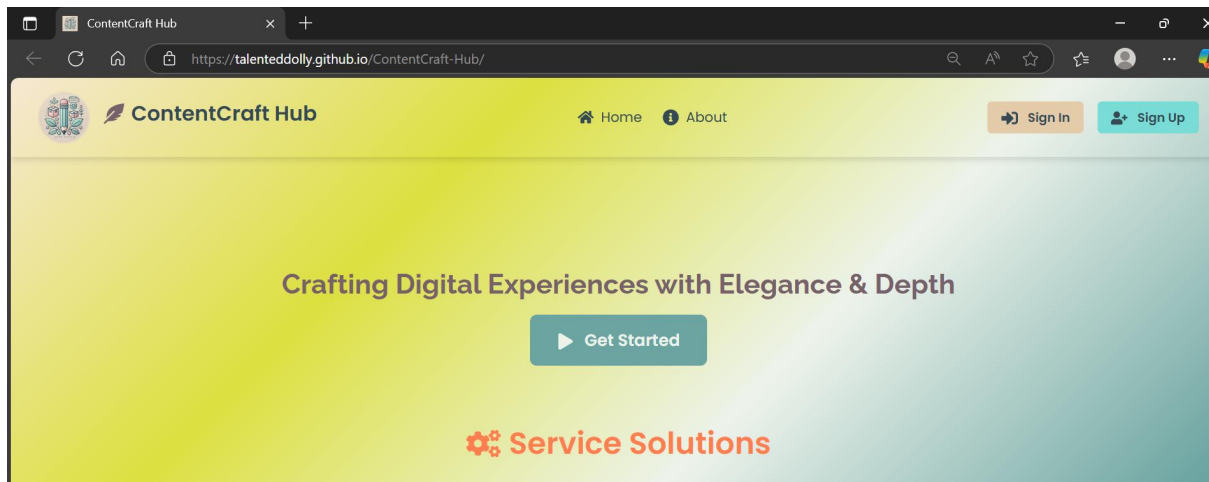 ContentCraft Hub
https://talenteddolly.github.io/ContentCraft-Hub/
ContentCraft Hub Home About Sign In Sign Up
Crafting Digital Experiences with Elegance & Depth
Get Started
Service Solutions